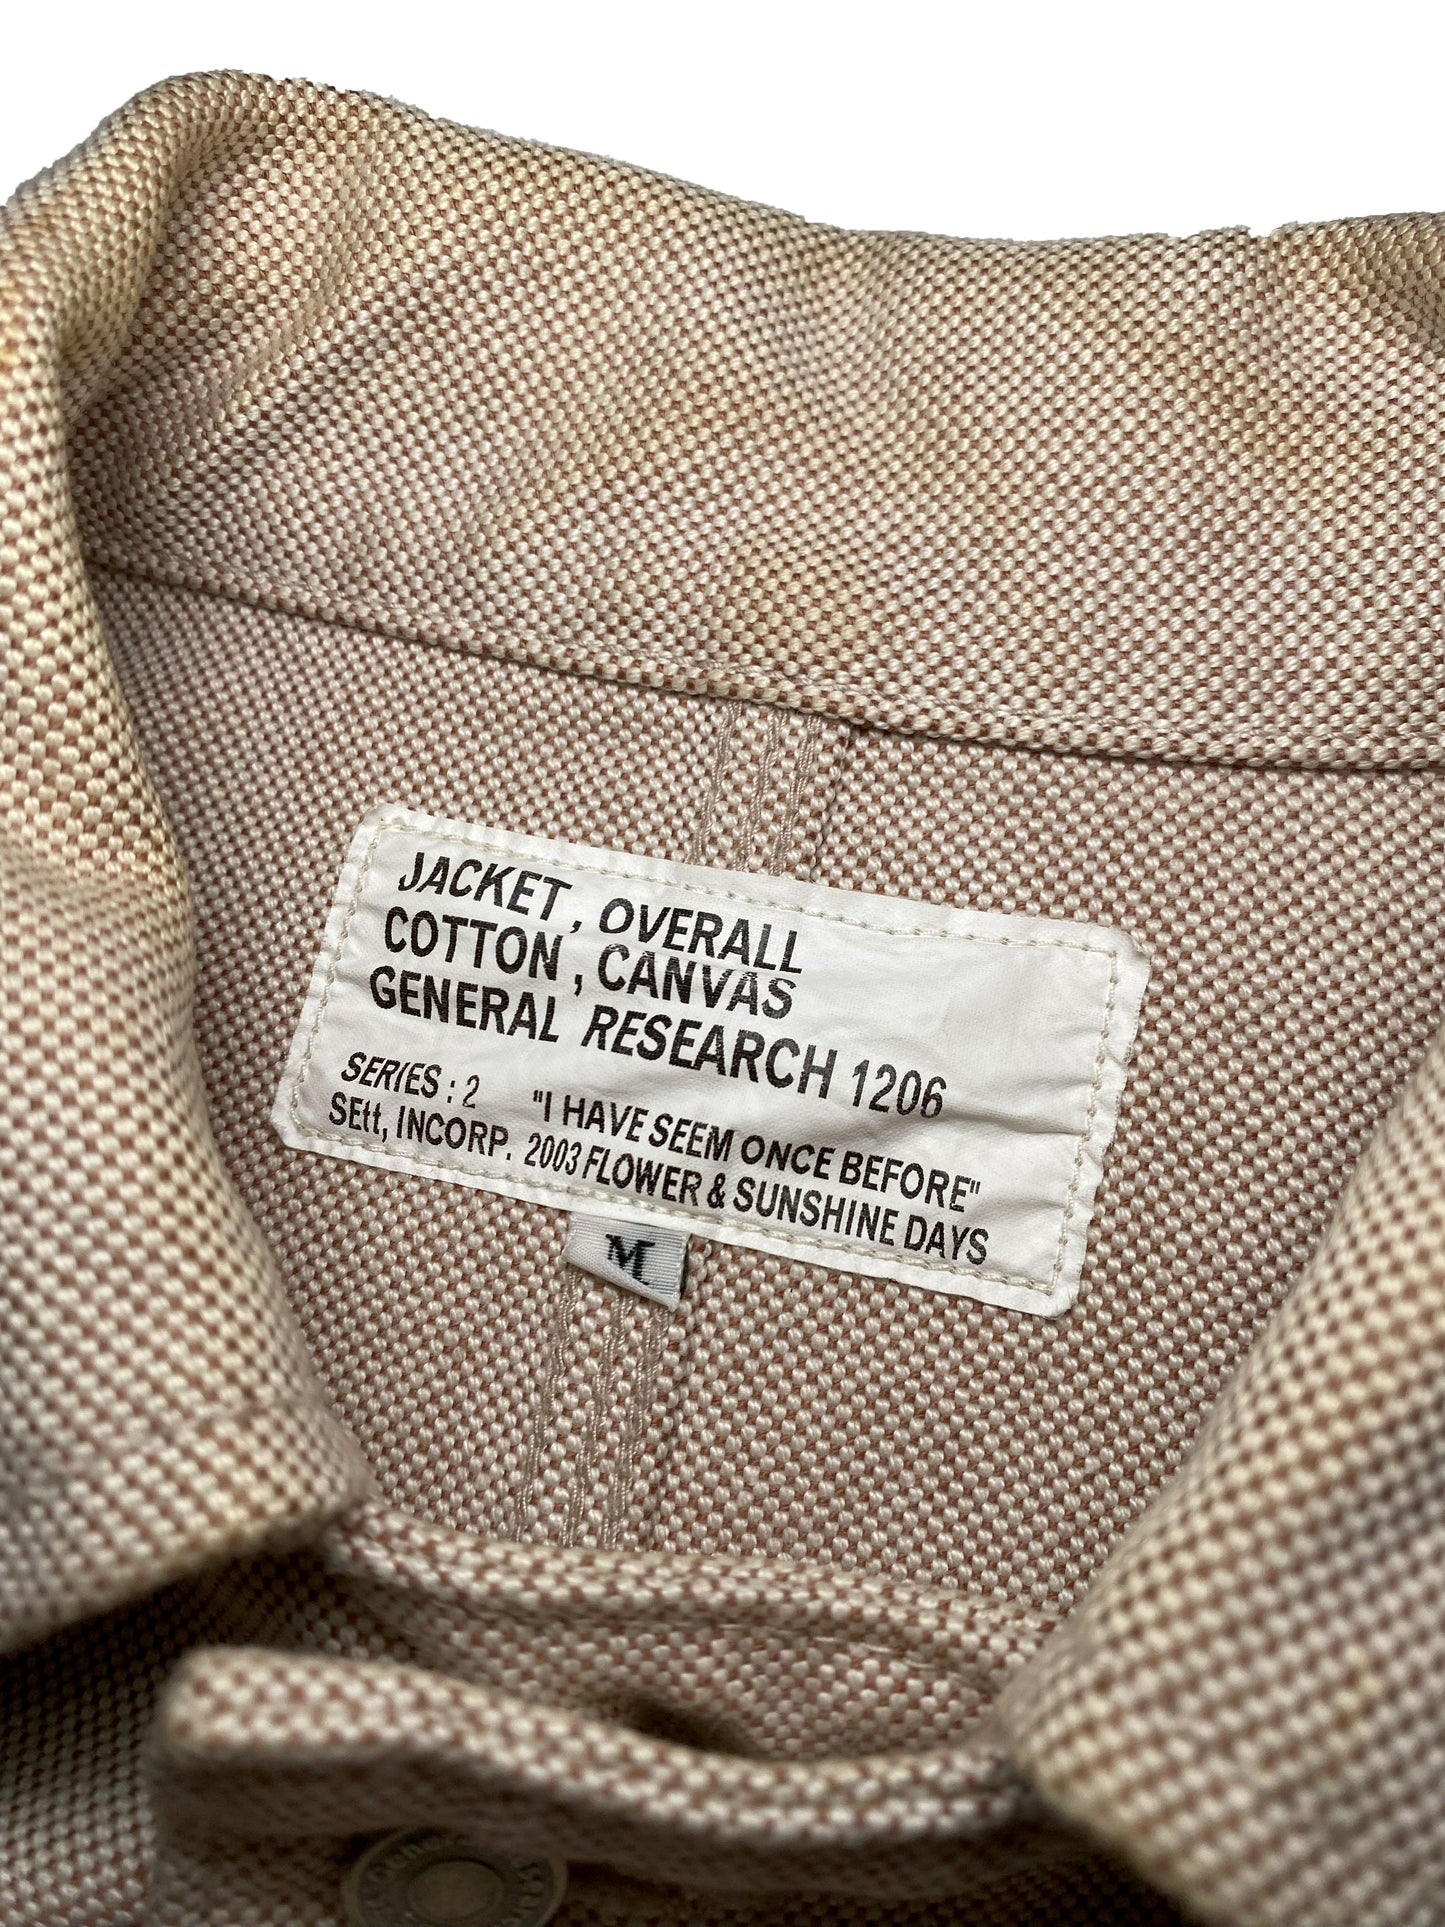 JACKET , OVERALL
COTTON , CANVAS
GENERAL RESEARCH 1206
SERIES : 2 "I HAVE SEEM ONCE BEFORE"
SEtt, INCORP. 2003 FLOWER & SUNSHINE DAYS
M